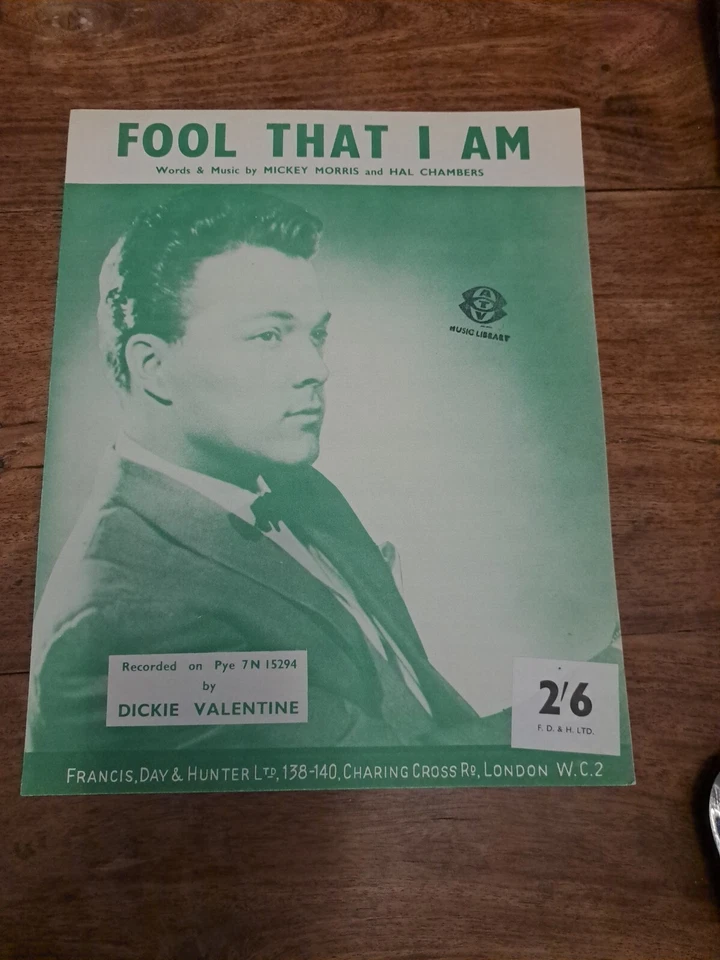 FOOL THAT I AM
Words & Music by MICKEY MORRIS and HAL CHAMBERS
ATV
MUSIC LIBRARY
Recorded on Pye 7N 15294
by
DICKIE VALENTINE
2'6
F. D. & H. LTD.
FRANCIS, DAY & HUNTER LTD, 138-140, CHARING CROSS RD, LONDON W.C.2